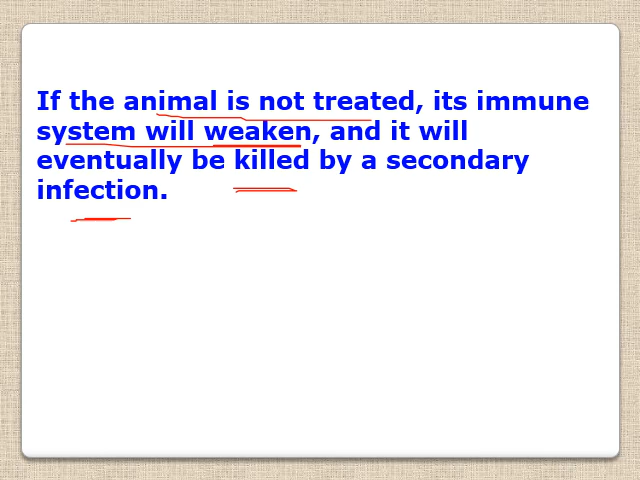 If the animal is not treated, its immune
system will weaken, and it will
eventually be killed by a secondary
infection.